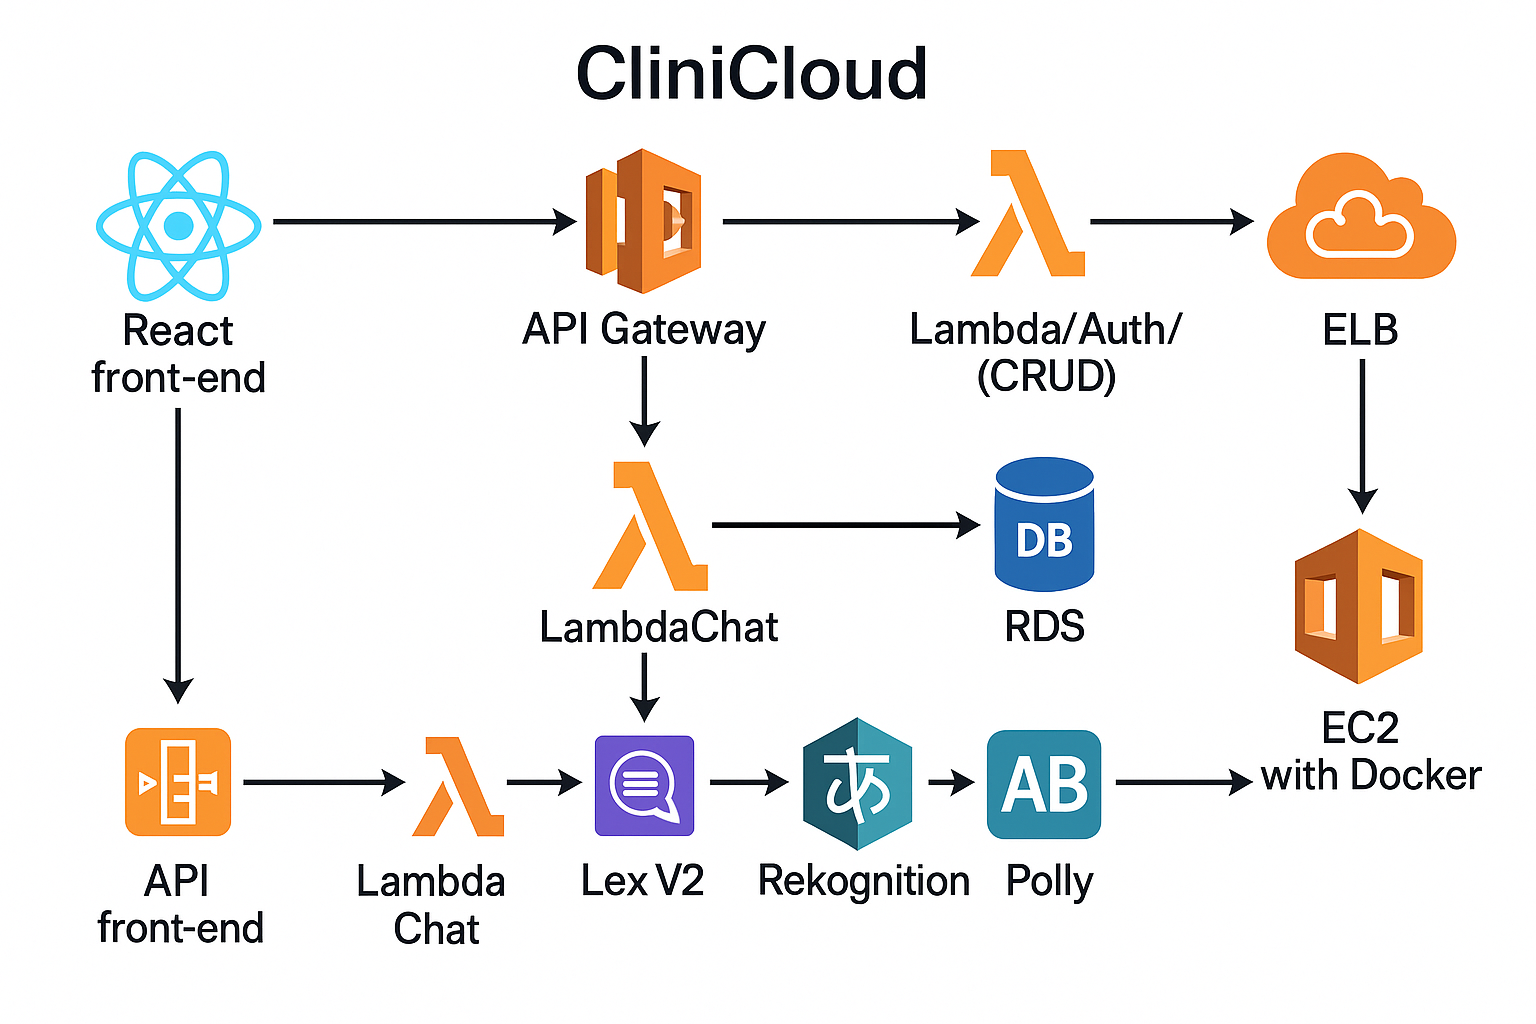 CliniCloud
React
front-end
API Gateway
Lambda/Auth/
(CRUD)
ELB
LambdaChat
DB
RDS
EC2
with Docker
あ
AB
API
front-end
Lambda
Chat
Lex V2
Rekognition
Polly